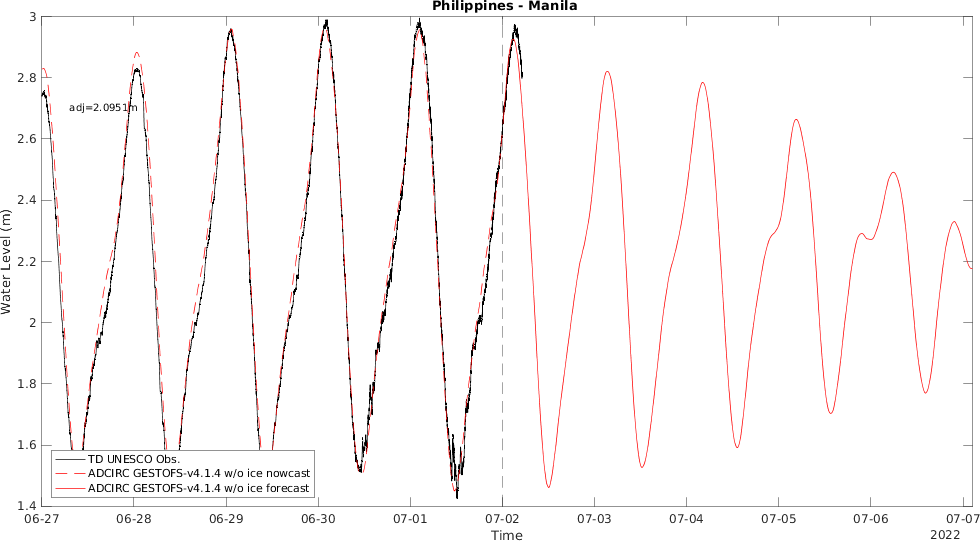 Philippines - Manila
3
2.8
adj=2.0951m
2.6
2.4
2.2
2
1.8
1.6
1.4
Water Level (m)
TD UNESCO Obs.
ADCIRC GESTOFS-v4.1.4 w/o ice nowcast
ADCIRC GESTOFS-v4.1.4 w/o ice forecast
06-27 06-28 06-29 06-30 07-01 07-02 07-03 07-04 07-05 07-06 07-07
Time
2022